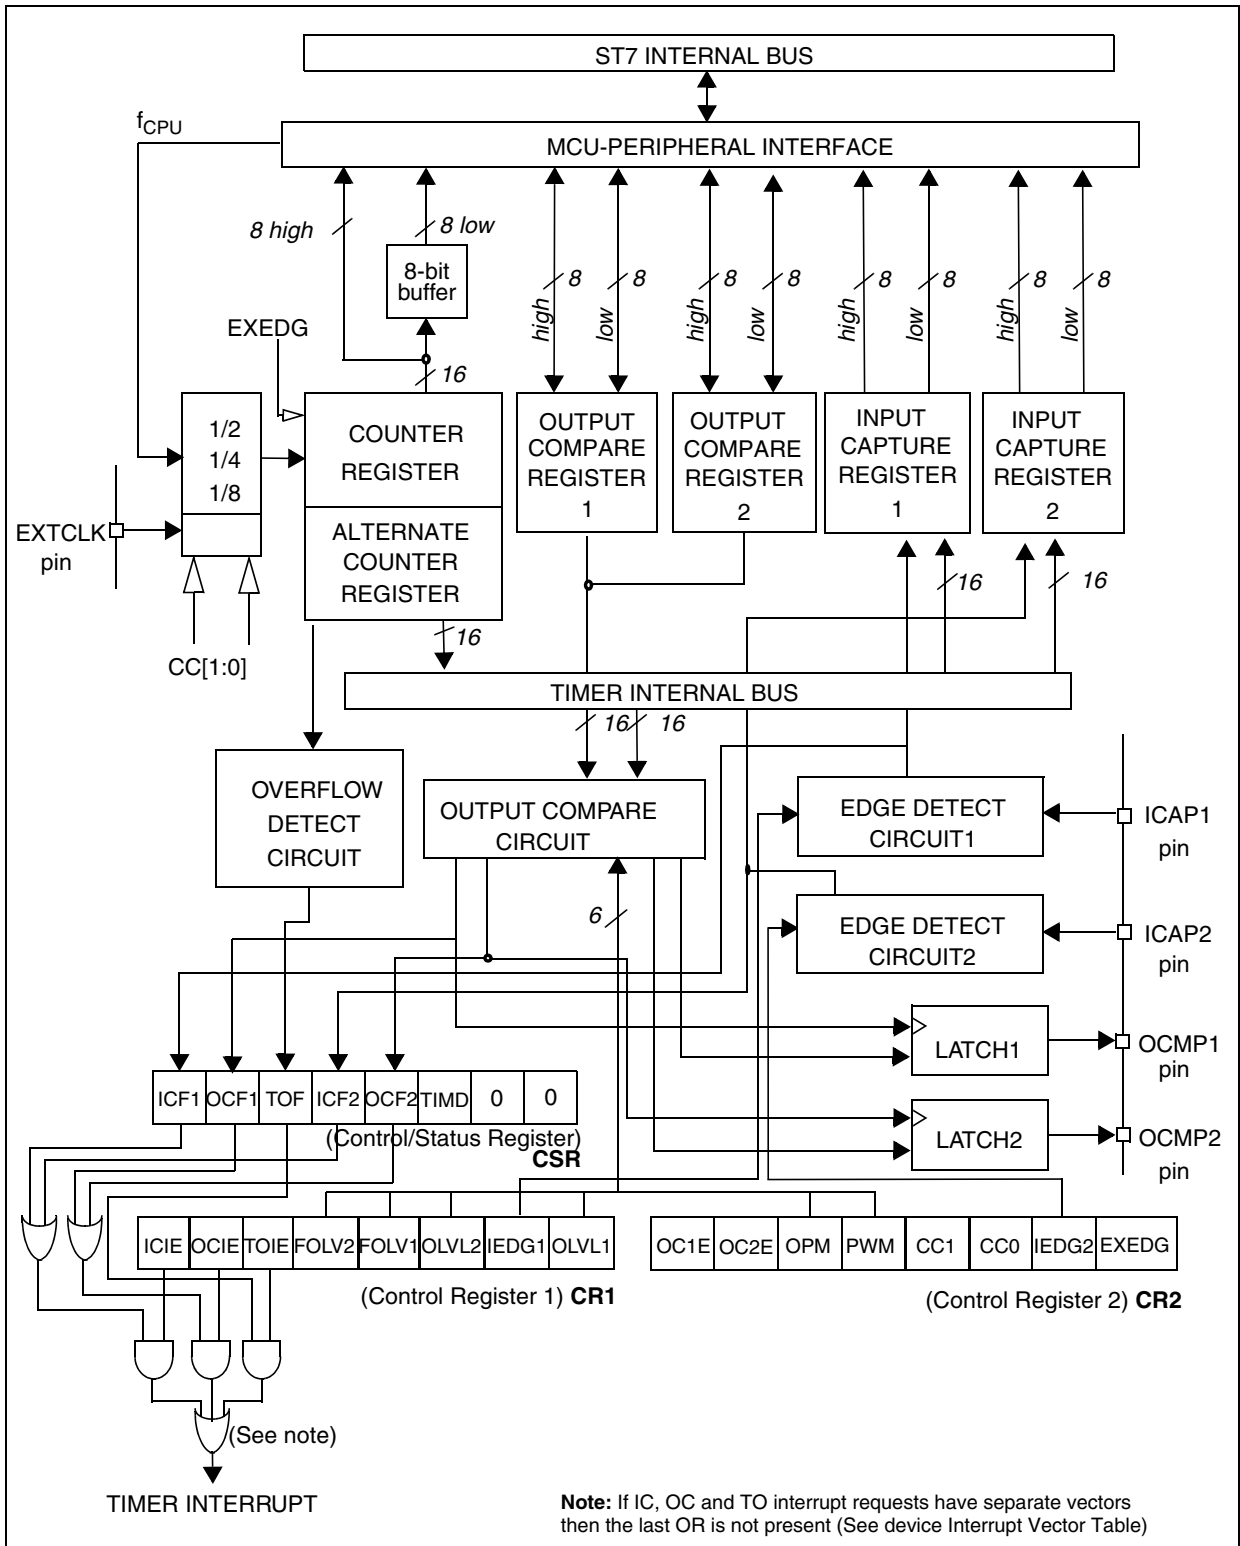 ST7 INTERNAL BUS
fCPU
MCU-PERIPHERAL INTERFACE
8 high
8 low
8-bit
buffer
EXEDG
16
high
8
low
8
high
8
low
8
high
8
low
8
high
8
low
8
1/2
1/4
1/8
COUNTER
REGISTER
ALTERNATE
COUNTER
REGISTER
OUTPUT
COMPARE
REGISTER
1
OUTPUT
COMPARE
REGISTER
2
INPUT
CAPTURE
REGISTER
1
INPUT
CAPTURE
REGISTER
2
EXTCLK
pin
CC[1:0]
16
16
16
TIMER INTERNAL BUS
16
16
OVERFLOW
DETECT
CIRCUIT
OUTPUT COMPARE
CIRCUIT
6
EDGE DETECT
CIRCUIT1
ICAP1
pin
EDGE DETECT
CIRCUIT2
ICAP2
pin
LATCH1
OCMP1
pin
LATCH2
OCMP2
pin
ICF1 OCF1 TOF ICF2 OCF2 TIMD 0 0
(Control/Status Register)
CSR
ICIE OCIE TOIE FOLV2 FOLV1 OLVL2 IEDG1 OLVL1
(Control Register 1) CR1
OC1E OC2E OPM PWM CC1 CC0 IEDG2 EXEDG
(Control Register 2) CR2
(See note)
TIMER INTERRUPT
Note: If IC, OC and TO interrupt requests have separate vectors
then the last OR is not present (See device Interrupt Vector Table)